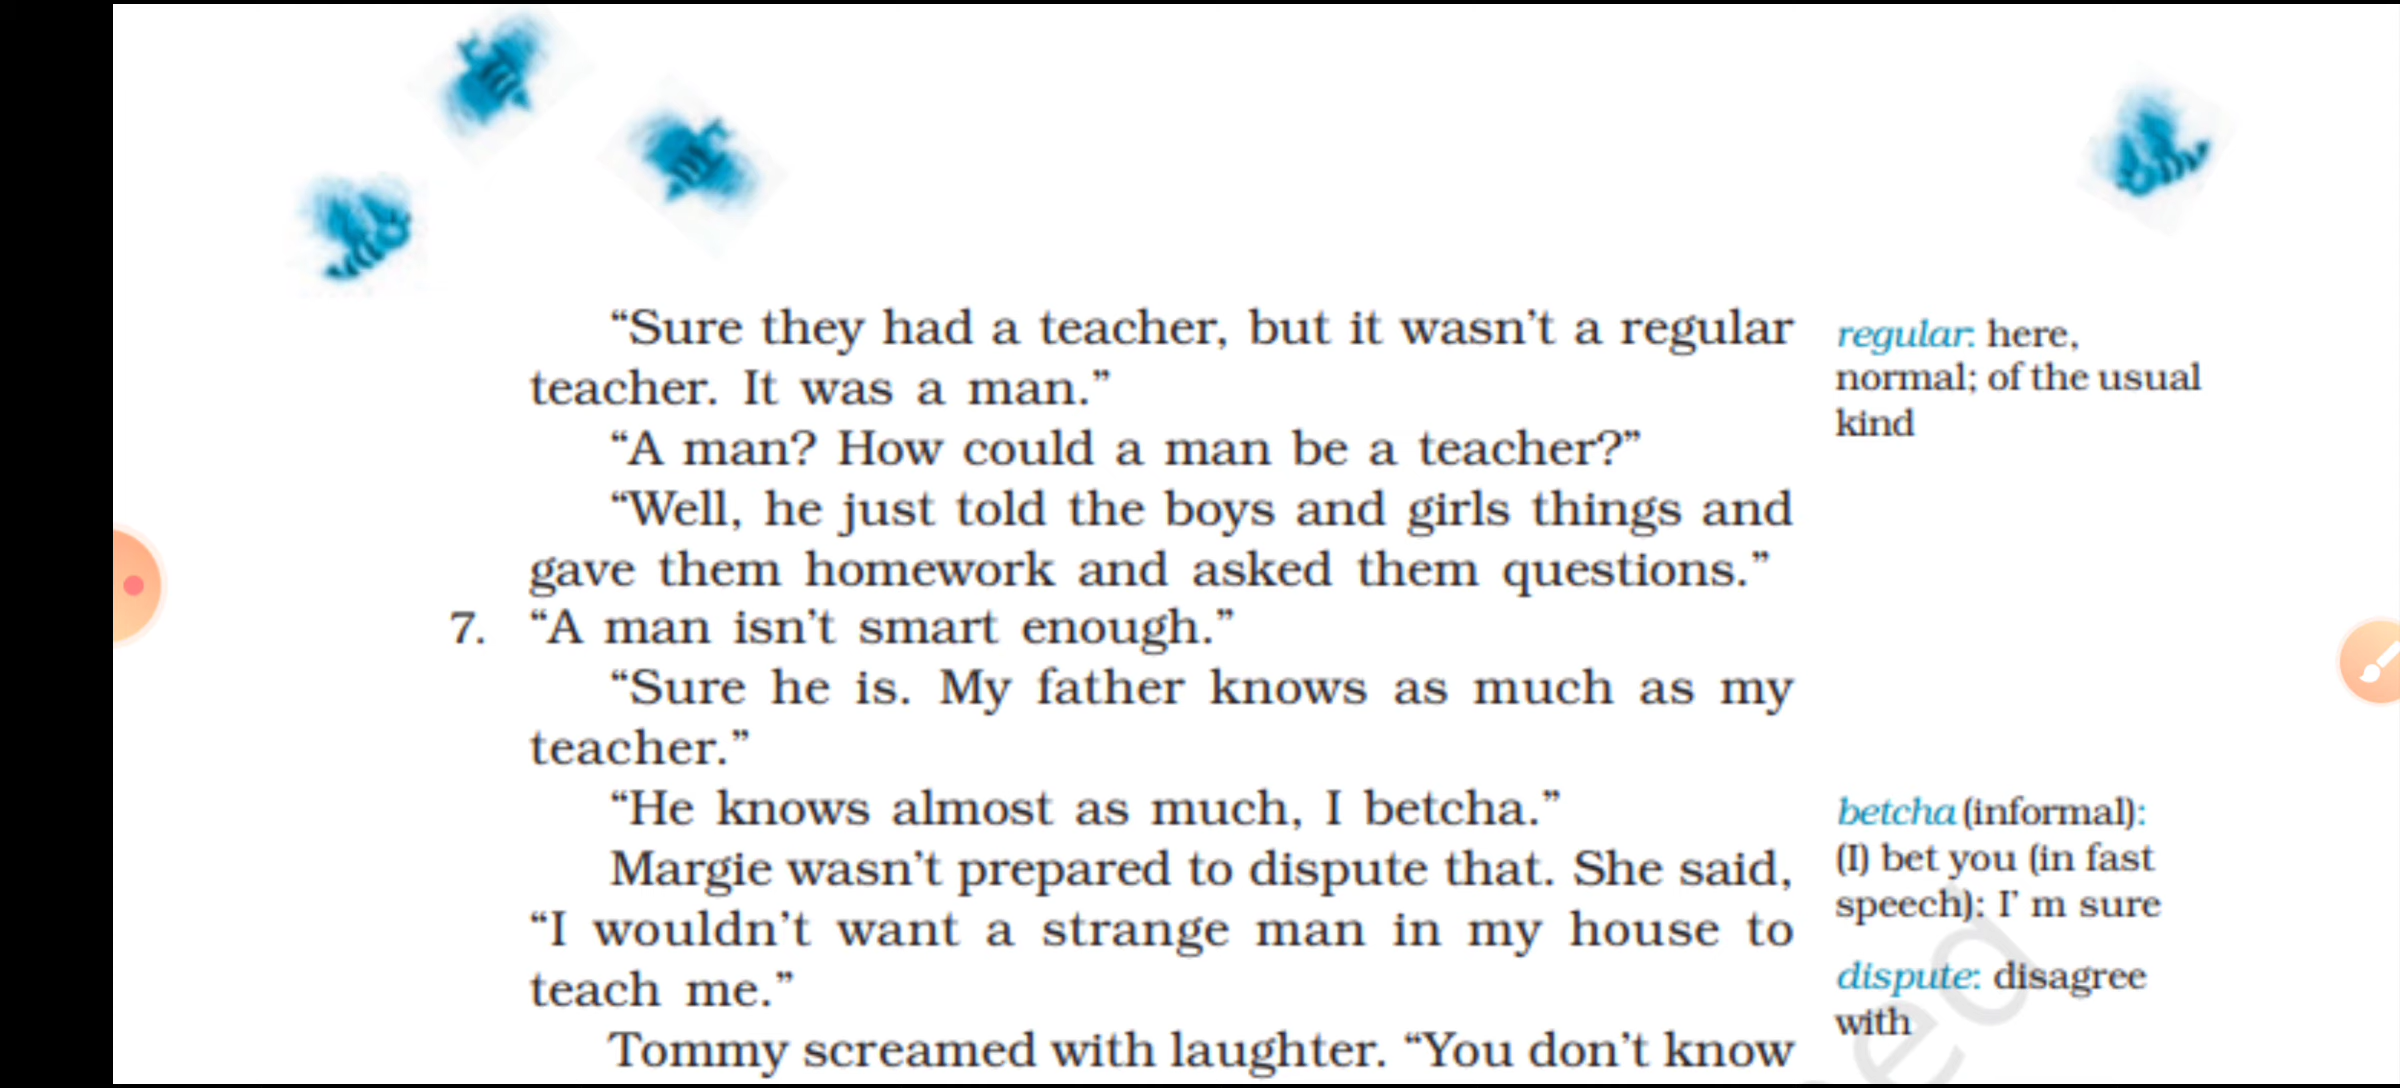 “Sure they had a teacher, but it wasn’t a regular
teacher. It was a man.”
“A man? How could a man be a teacher?”
“Well, he just told the boys and girls things and
gave them homework and asked them questions.”
7. “A man isn’t smart enough.”
“Sure he is. My father knows as much as my
teacher.”
“He knows almost as much, I betcha.”
Margie wasn’t prepared to dispute that. She said,
“I wouldn’t want a strange man in my house to
teach me.”
Tommy screamed with laughter. “You don’t know
regular: here,
normal; of the usual
kind
betcha (informal):
(I) bet you (in fast
speech): I’ m sure
dispute: disagree
with
ed